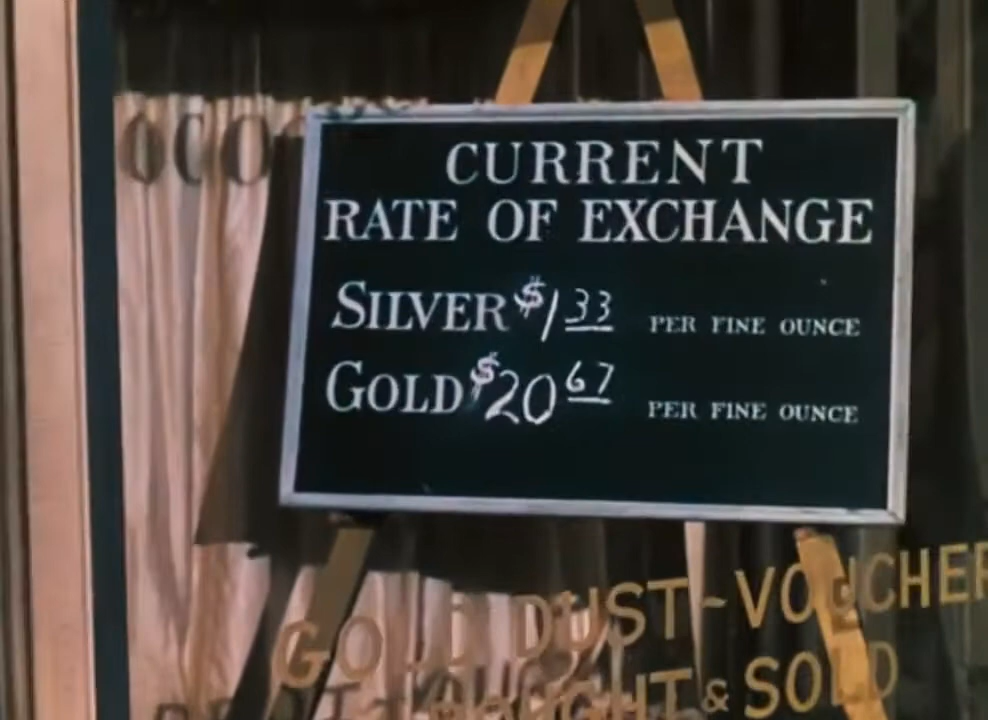 CURRENT
RATE OF EXCHANGE
SILVER $1 33 PER FINE OUNCE
GOLD $20 67 PER FINE OUNCE
GOLD DUST-VOUCHER
BOUGHT & SOLD